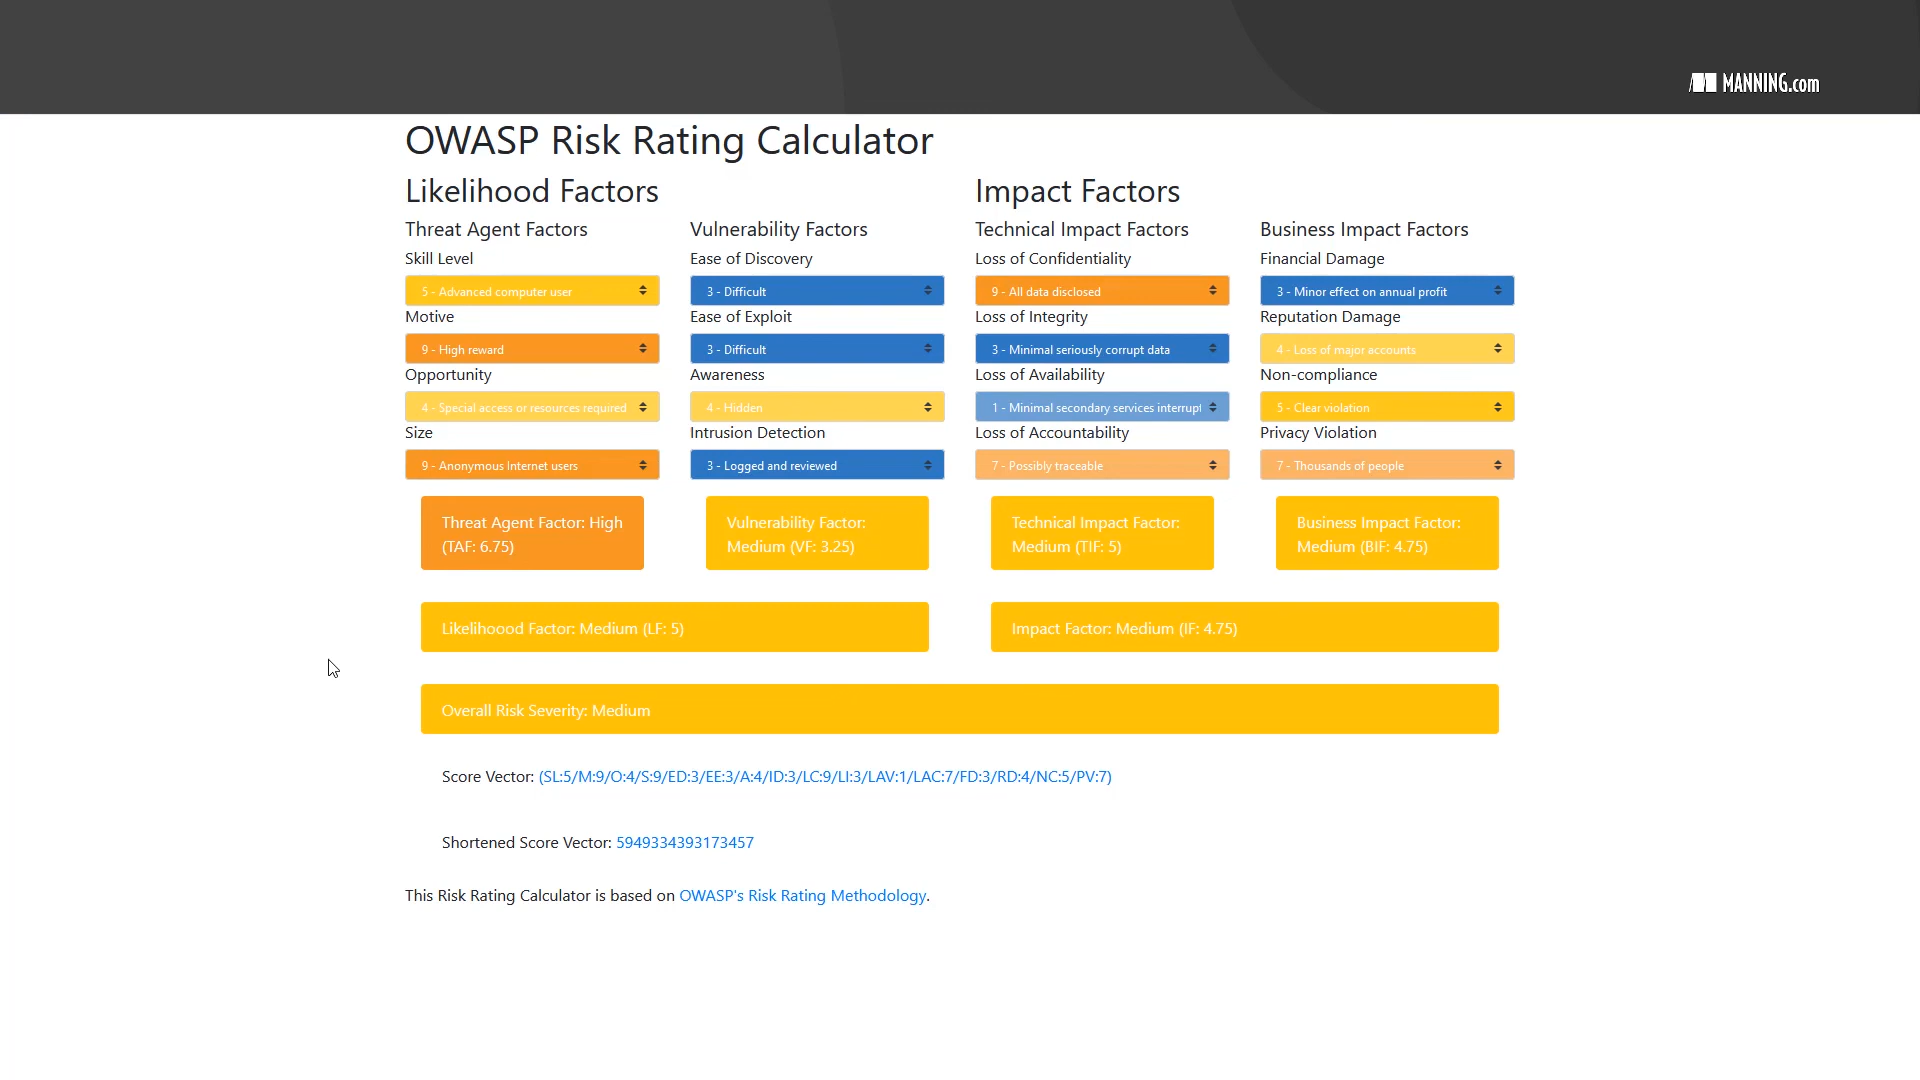 MANNING.com
OWASP Risk Rating Calculator
Likelihood Factors
Impact Factors
Threat Agent Factors
Vulnerability Factors
Technical Impact Factors
Business Impact Factors
Skill Level
Ease of Discovery
Loss of Confidentiality
Financial Damage
5 - Advanced computer user
3 - Difficult
9 - All data disclosed
3 - Minor effect on annual profit
Motive
Ease of Exploit
Loss of Integrity
Reputation Damage
9 - High reward
3 - Difficult
3 - Minimal seriously corrupt data
4 - Loss of major accounts
Opportunity
Awareness
Loss of Availability
Non-compliance
4 - Special access or resources required
4 - Hidden
1 - Minimal secondary services interrupt
5 - Clear violation
Size
Intrusion Detection
Loss of Accountability
Privacy Violation
9 - Anonymous Internet users
3 - Logged and reviewed
7 - Possibly traceable
7 - Thousands of people
Threat Agent Factor: High
(TAF: 6.75)
Vulnerability Factor:
Medium (VF: 3.25)
Technical Impact Factor:
Medium (TIF: 5)
Business Impact Factor:
Medium (BIF: 4.75)
Likelihoood Factor: Medium (LF: 5)
Impact Factor: Medium (IF: 4.75)
Overall Risk Severity: Medium
Score Vector: (SL:5/M:9/O:4/S:9/ED:3/EE:3/A:4/ID:3/LC:9/LI:3/LAV:1/LAC:7/FD:3/RD:4/NC:5/PV:7)
Shortened Score Vector: 5949334393173457
This Risk Rating Calculator is based on OWASP's Risk Rating Methodology.